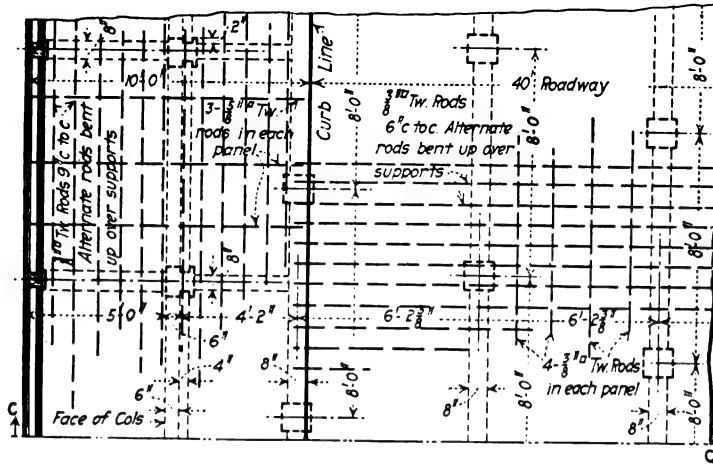 8"
2"
Line
10'-0"
40' Roadway
8'-0"
8'-0"
8'-0"
3-5/16"□ Tw.
rods in each
panel
Curb
3/8"□ Tw. Rods
6" c to c. Alternate
rods bent up over
supports
Tw. Rods 9" c to c
Alternate rods bent
up over supports
8"
8'-0"
5'-0"
4'-2"
6'-2 3/8"
6'-2 3/8"
6"
4"
6"
8"
8'-0"
8"
8'-0"
4-3/8"□ Tw. Rods
in each panel
8"
8'-0"
Face of Cols
C
C